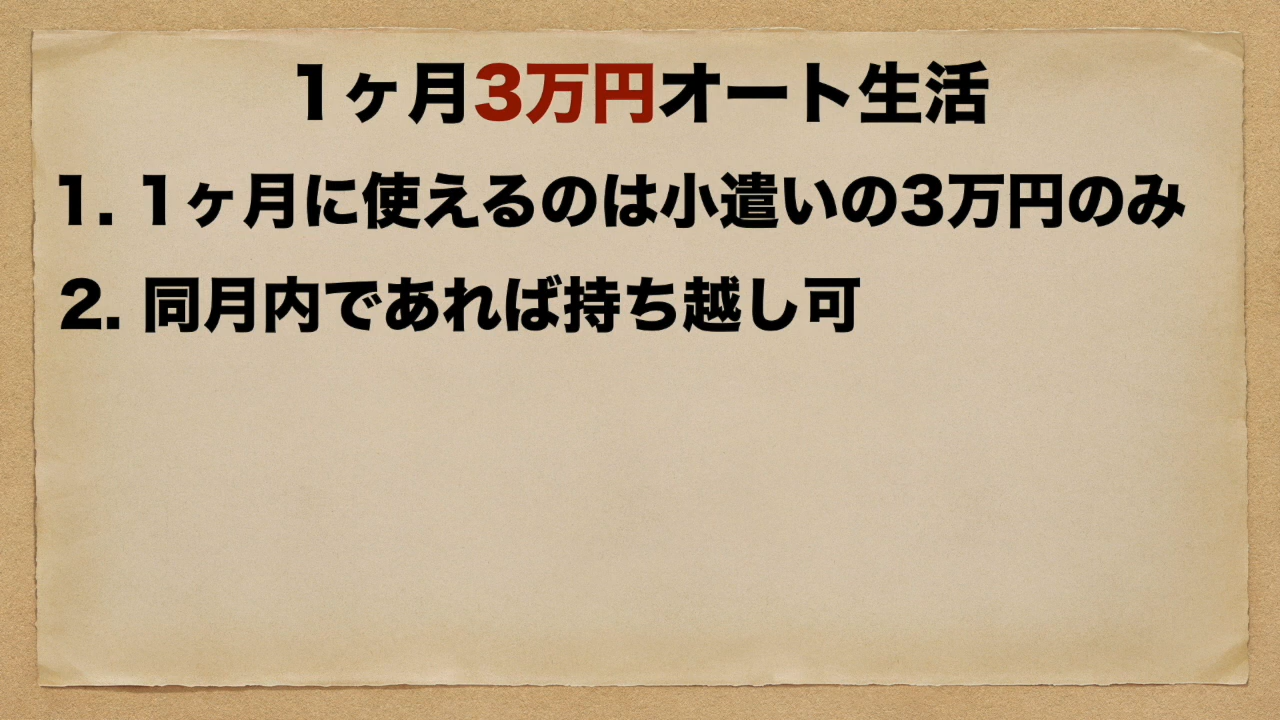 1ヶ月3万円オート生活
1. 1ヶ月に使えるのは小遣いの3万円のみ
2. 同月内であれば持ち越し可